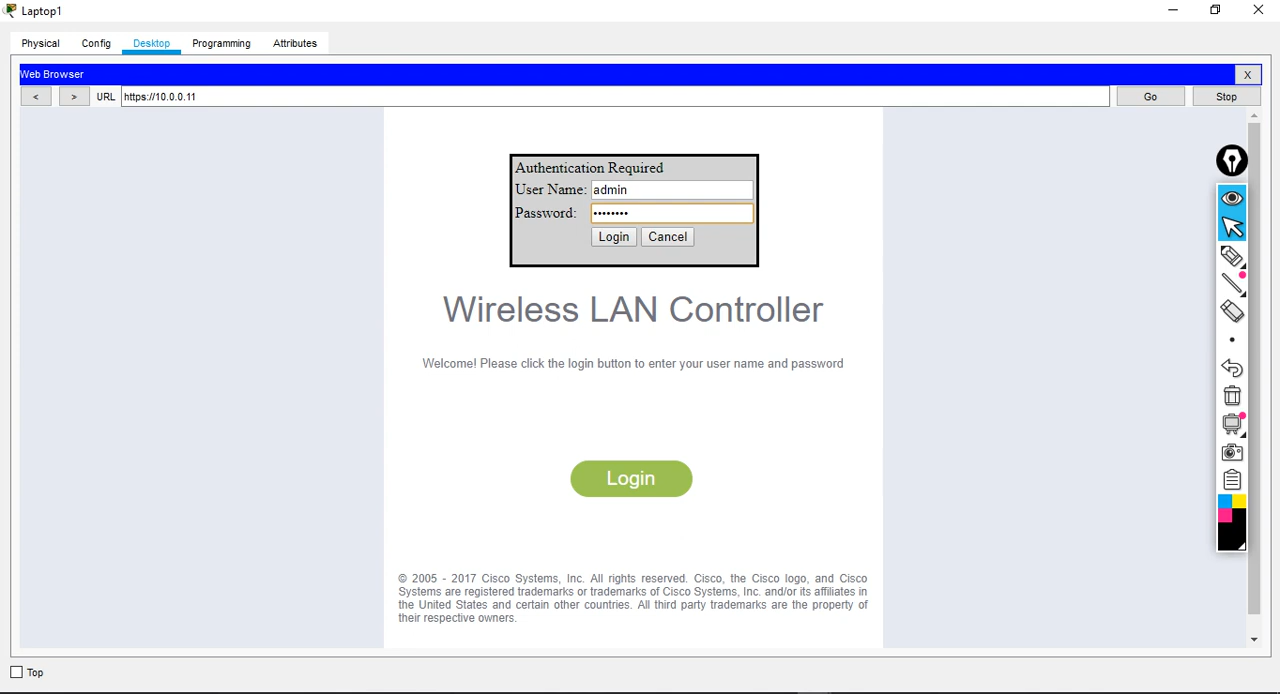 Laptop1
Physical Config Desktop Programming Attributes
Web Browser
X
< > URL https://10.0.0.11 Go Stop
Authentication Required
User Name: admin
Password: ••••••••
Login Cancel
Wireless LAN Controller
Welcome! Please click the login button to enter your user name and password
Login
© 2005 - 2017 Cisco Systems, Inc. All rights reserved. Cisco, the Cisco logo, and Cisco
Systems are registered trademarks or trademarks of Cisco Systems, Inc. and/or its affiliates in
the United States and certain other countries. All third party trademarks are the property of
their respective owners.
Top